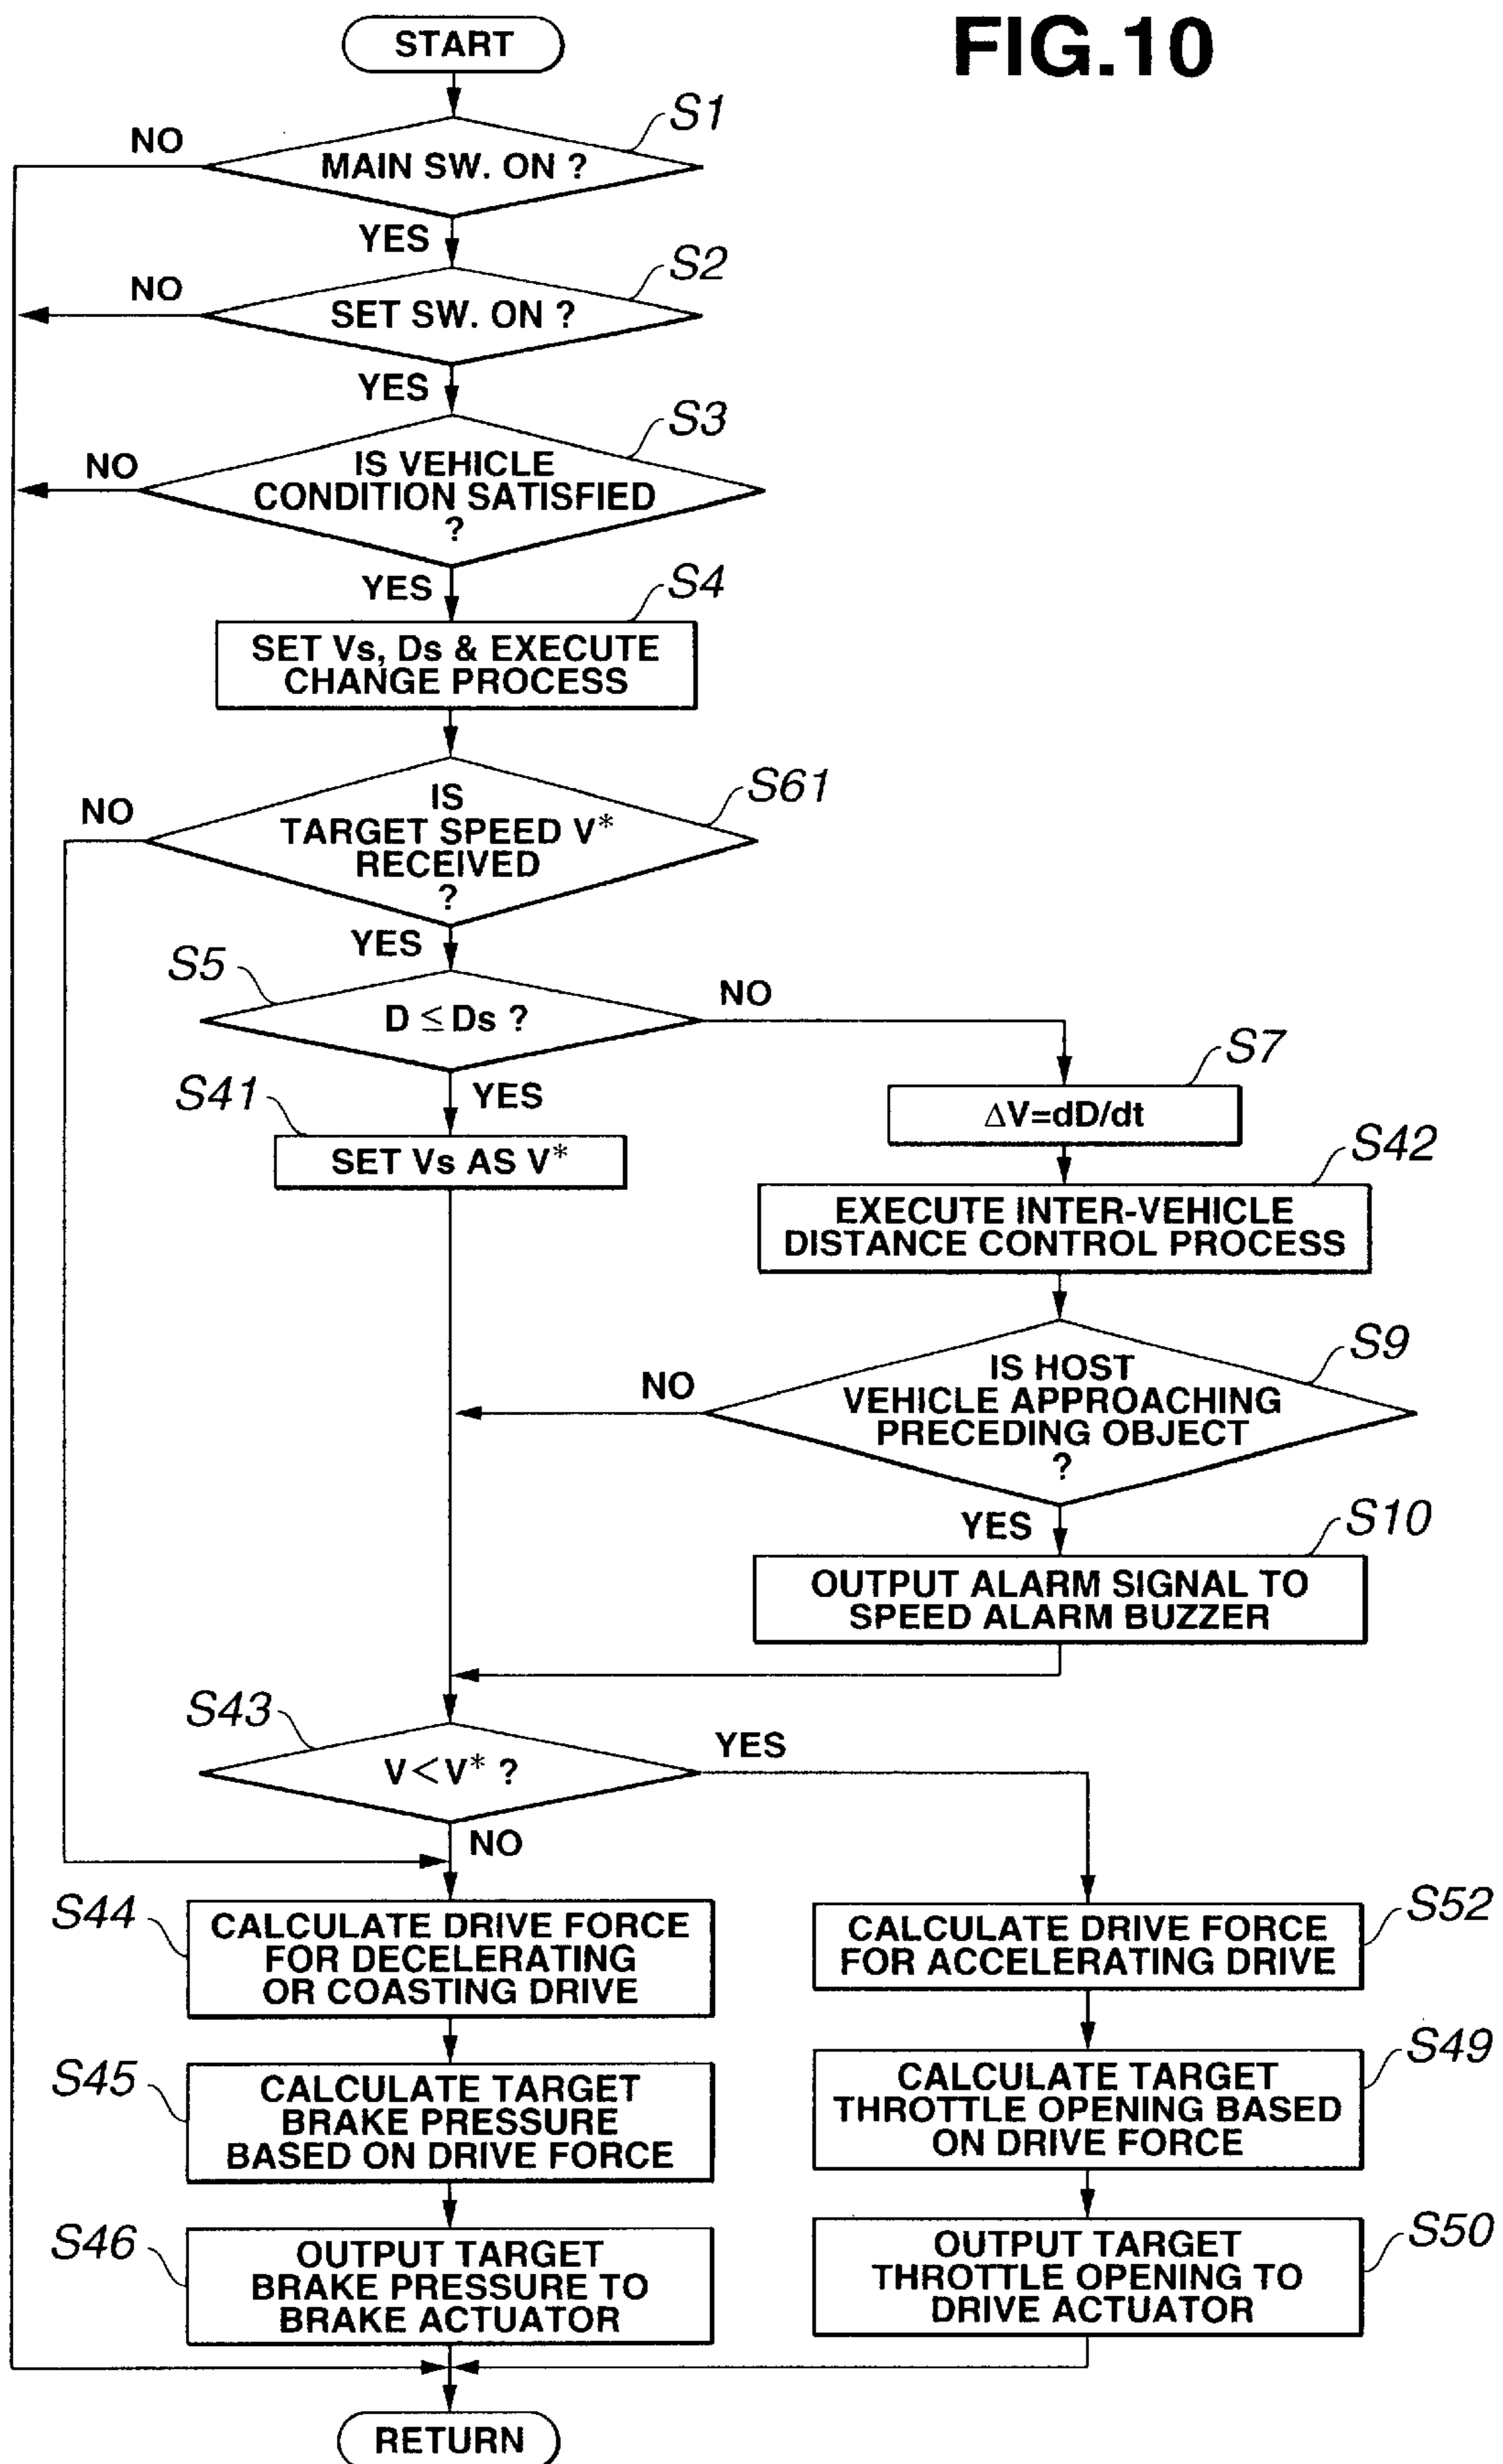 FIG.10
START
S1
NO
MAIN SW. ON ?
YES
S2
NO
SET SW. ON ?
YES
S3
NO
IS VEHICLE
CONDITION SATISFIED
?
YES
S4
SET Vs, Ds & EXECUTE
CHANGE PROCESS
S61
NO
IS
TARGET SPEED V*
RECEIVED
?
YES
S5
D ≦ Ds ?
NO
YES
S7
ΔV=dD/dt
S41
SET Vs AS V*
S42
EXECUTE INTER-VEHICLE
DISTANCE CONTROL PROCESS
S9
NO
IS HOST
VEHICLE APPROACHING
PRECEDING OBJECT
?
YES
S10
OUTPUT ALARM SIGNAL TO
SPEED ALARM BUZZER
S43
V<V* ?
YES
NO
S44
CALCULATE DRIVE FORCE
FOR DECELERATING
OR COASTING DRIVE
S52
CALCULATE DRIVE FORCE
FOR ACCELERATING DRIVE
S45
CALCULATE TARGET
BRAKE PRESSURE
BASED ON DRIVE FORCE
S49
CALCULATE TARGET
THROTTLE OPENING BASED
ON DRIVE FORCE
S46
OUTPUT TARGET
BRAKE PRESSURE TO
BRAKE ACTUATOR
S50
OUTPUT TARGET
THROTTLE OPENING TO
DRIVE ACTUATOR
RETURN